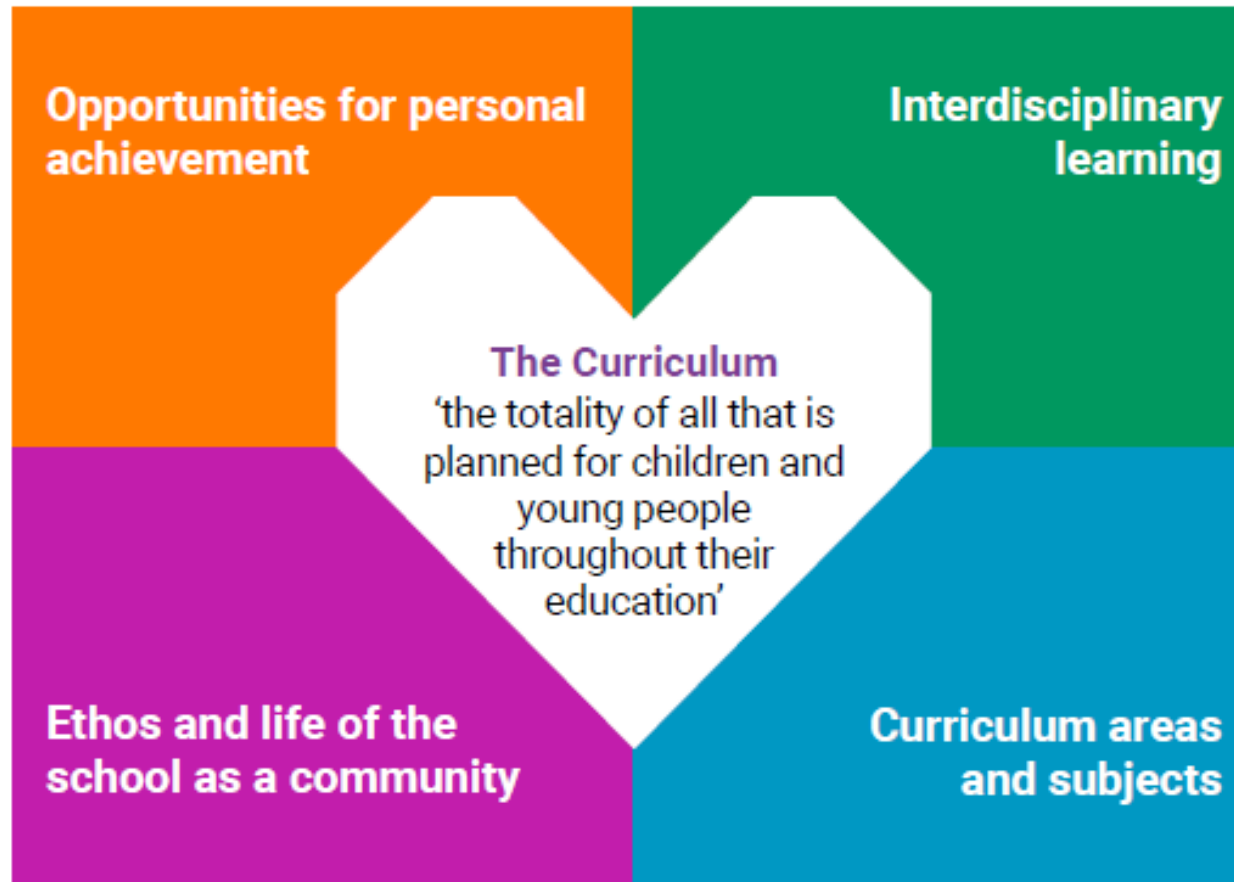 Opportunities for personal
achievement
Interdisciplinary
learning
The Curriculum
‘the totality of all that is
planned for children and
young people
throughout their
education’
Ethos and life of the
school as a community
Curriculum areas
and subjects